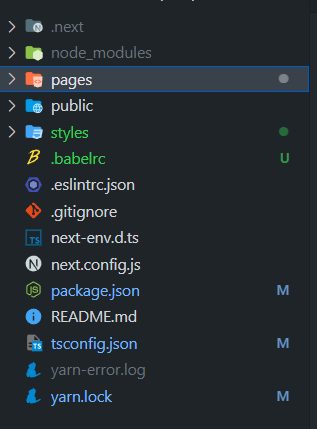 .next
node_modules
pages
public
styles
.babelrc U
.eslintrc.json
.gitignore
next-env.d.ts
next.config.js
package.json M
README.md
tsconfig.json M
yarn-error.log
yarn.lock M